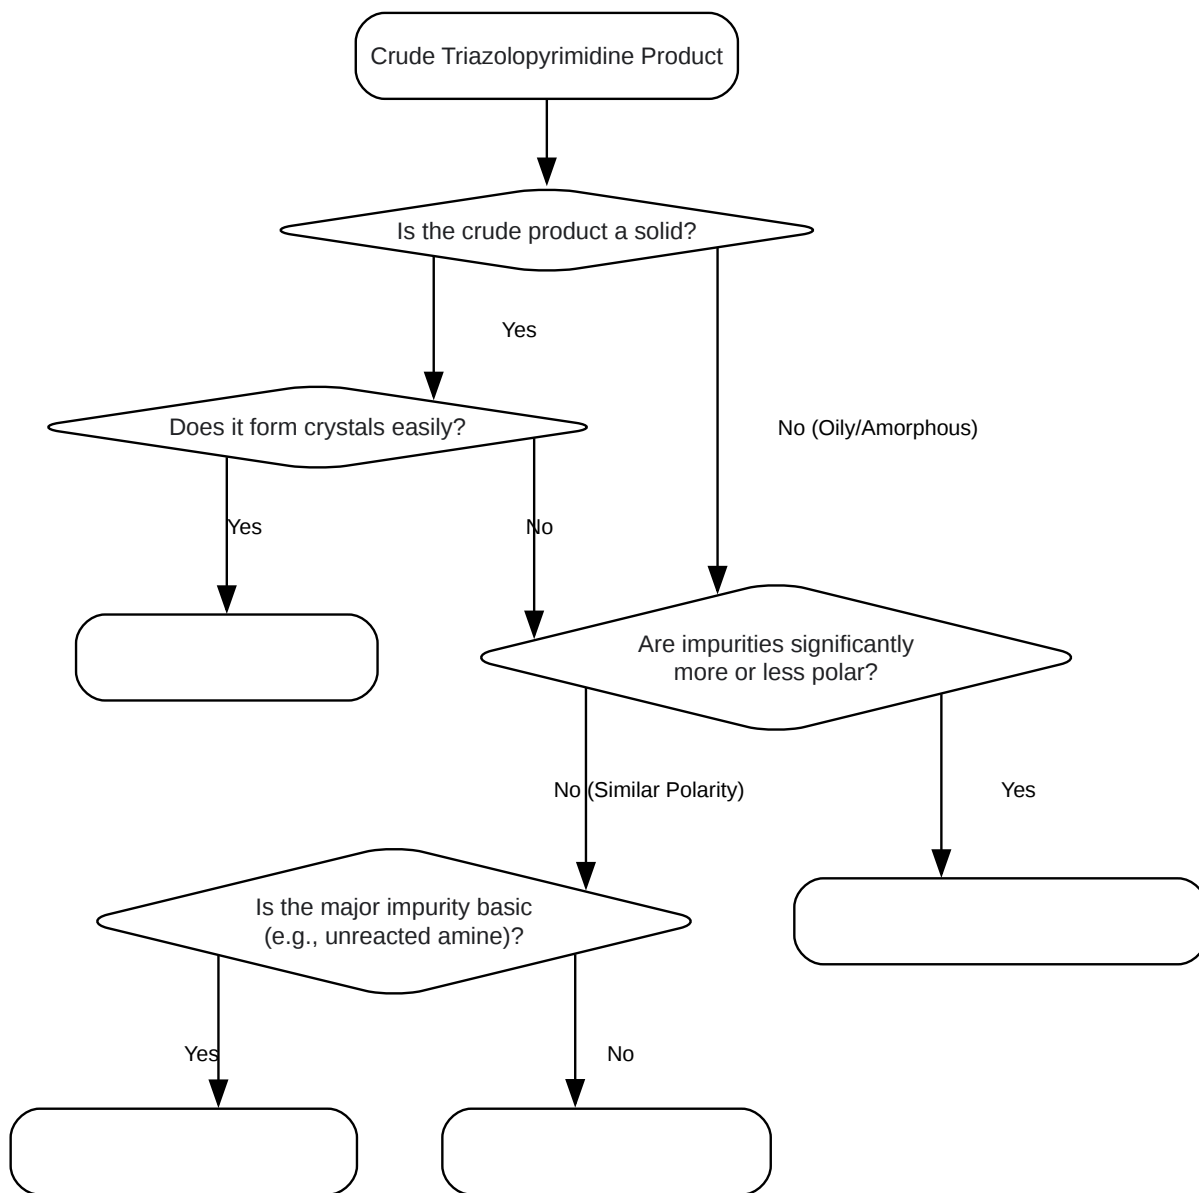 Crude Triazolopyrimidine Product
Is the crude product a solid?
Yes
Does it form crystals easily?
No (Oily/Amorphous)
Yes
No
Are impurities significantly
more or less polar?
No (Similar Polarity)
Yes
Is the major impurity basic
(e.g., unreacted amine)?
Yes
No